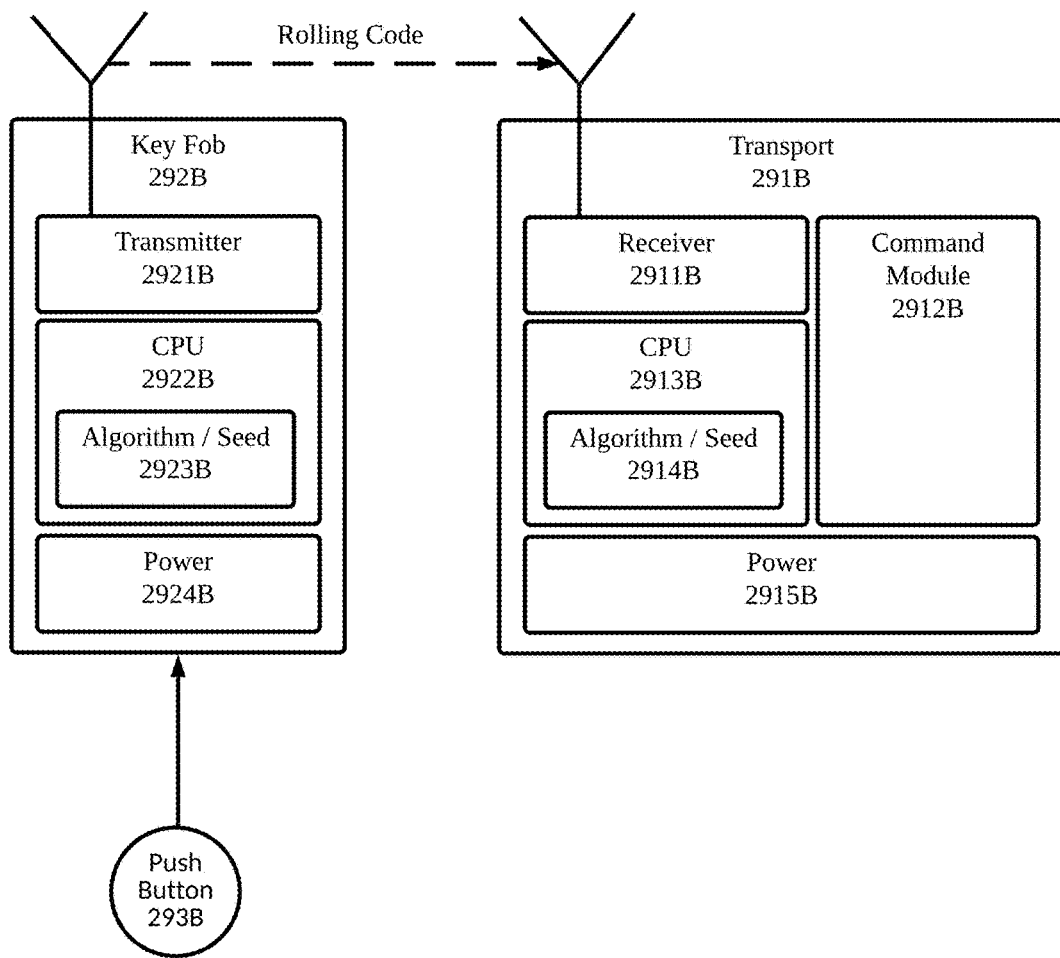 Rolling Code
Key Fob
292B
Transmitter
2921B
CPU
2922B
Algorithm / Seed
2923B
Power
2924B
Transport
291B
Receiver
2911B
Command
Module
2912B
CPU
2913B
Algorithm / Seed
2914B
Power
2915B
Push
Button
293B